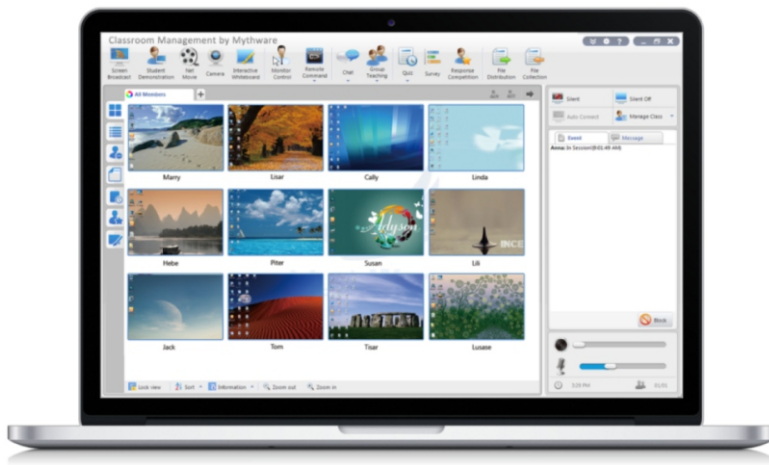 Classroom Management by Mythware
Screen Broadcast
Student Demonstration
Net Movie
Camera
Interactive Whiteboard
Monitor Control
Remote Command
Chat
Group Teaching
Quiz
Survey
Response Competition
File Distribution
File Collection
All Members
Silent
Silent Off
Auto Connect
Manage Class
Event
Message
Marry
Lisar
Cally
Linda
Adyson
Hebe
Piter
Susan
Lili
Jack
Tom
Tisar
Lusase
Block
Lock view
Sort
Information
Zoom out
Zoom in